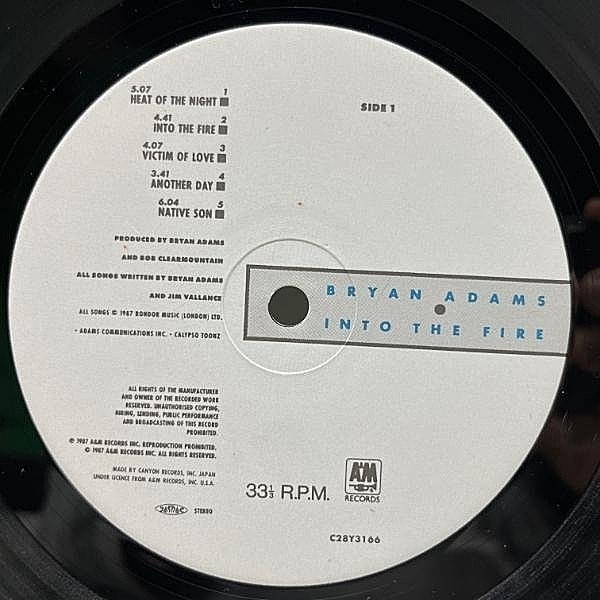 5.07 1
HEAT OF THE NIGHT
4.41 2
INTO THE FIRE
4.07 3
VICTIM OF LOVE
3.41 4
ANOTHER DAY
6.04 5
NATIVE SON
SIDE 1
PRODUCED BY BRYAN ADAMS
AND BOB CLEARMOUNTAIN
ALL SONGS WRITTEN BY BRYAN ADAMS
AND JIM VALLANCE
ALL SONGS © 1987 BONDOR MUSIC (LONDON) LTD.
• ADAMS COMMUNICATIONS INC. • CALYPSO TOONZ
BRYAN ADAMS
INTO THE FIRE
ALL RIGHTS OF THE MANUFACTURER
AND OWNER OF THE RECORDED WORK
RESERVED. UNAUTHORISED COPYING,
HIRING, LENDING, PUBLIC PERFORMANCE
AND BROADCASTING OF THIS RECORD
PROHIBITED.
℗ 1987 A&M RECORDS INC. REPRODUCTION PROHIBITED.
© 1987 A&M RECORDS INC. ALL RIGHTS RESERVED.
MADE BY CANYON RECORDS, INC. JAPAN
UNDER LICENCE FROM A&M RECORDS, INC. U.S.A.
STEREO
33⅓ R.P.M.
A&M
RECORDS
C28Y3166